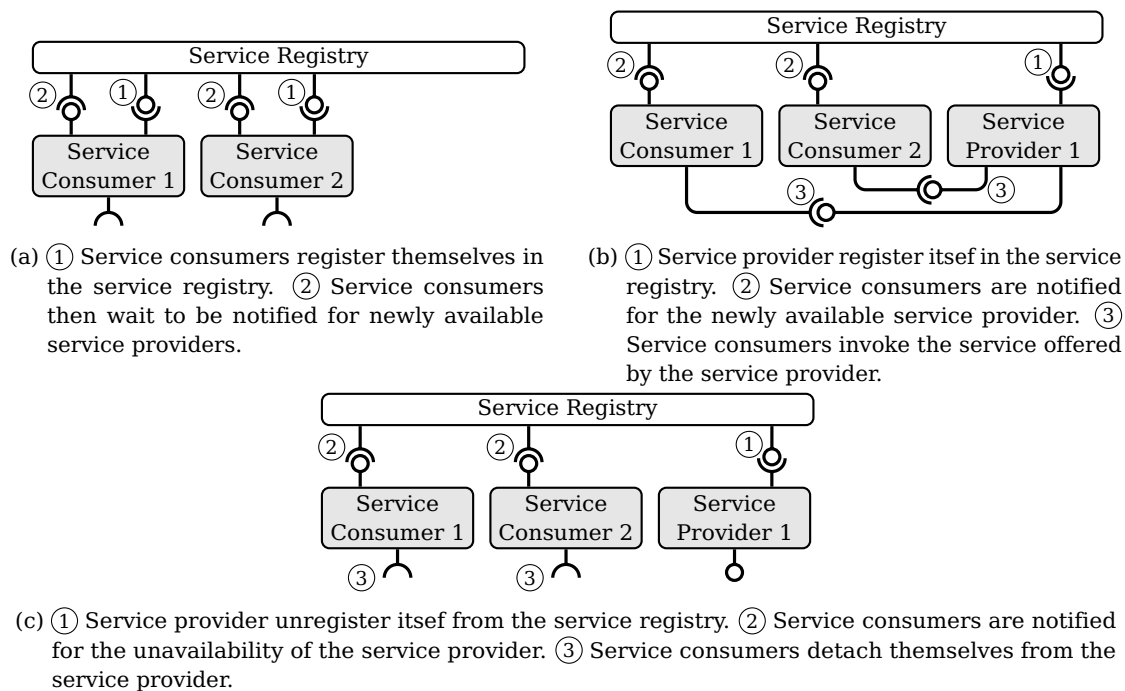 Service Registry
② ① ② ①
Service
Consumer 1
Service
Consumer 2
(a) ① Service consumers register themselves in
the service registry. ② Service consumers
then wait to be notified for newly available
service providers.
Service Registry
② ② ①
Service
Consumer 1
Service
Consumer 2
Service
Provider 1
③ ③
(b) ① Service provider register itsef in the service
registry. ② Service consumers are notified
for the newly available service provider. ③
Service consumers invoke the service offered
by the service provider.
Service Registry
② ② ①
Service
Consumer 1
Service
Consumer 2
Service
Provider 1
③ ③
(c) ① Service provider unregister itsef from the service registry. ② Service consumers are notified
for the unavailability of the service provider. ③ Service consumers detach themselves from the
service provider.